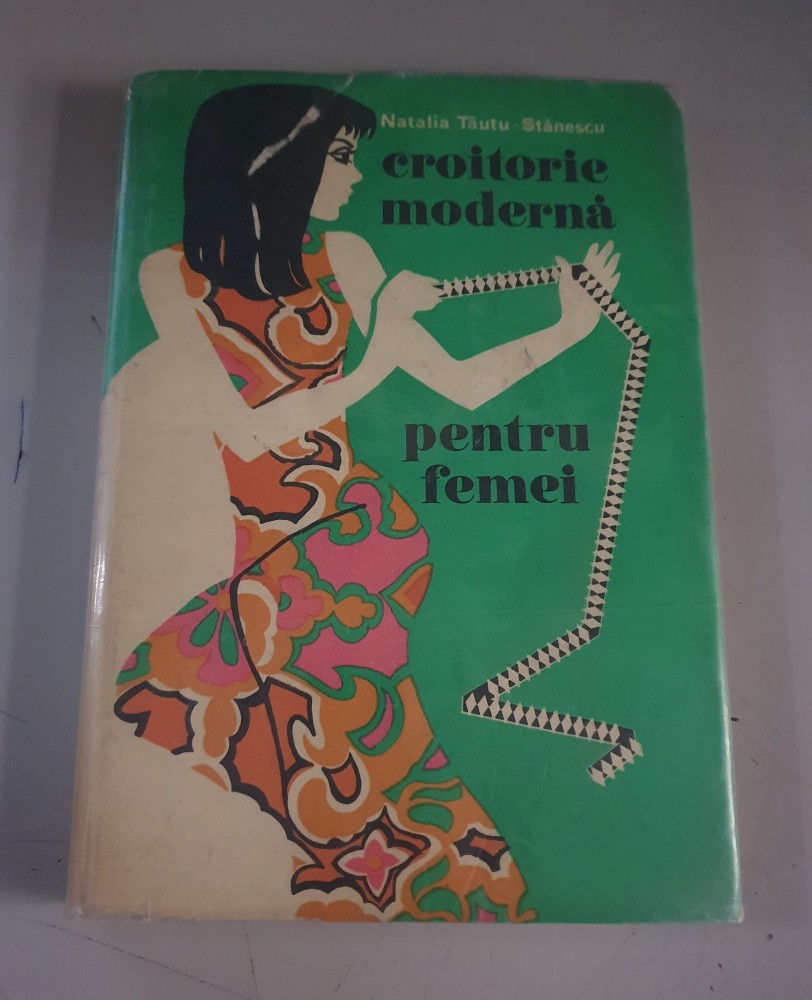 Natalia Tăutu-Stănescu
croitorie
modernă
pentru
femei